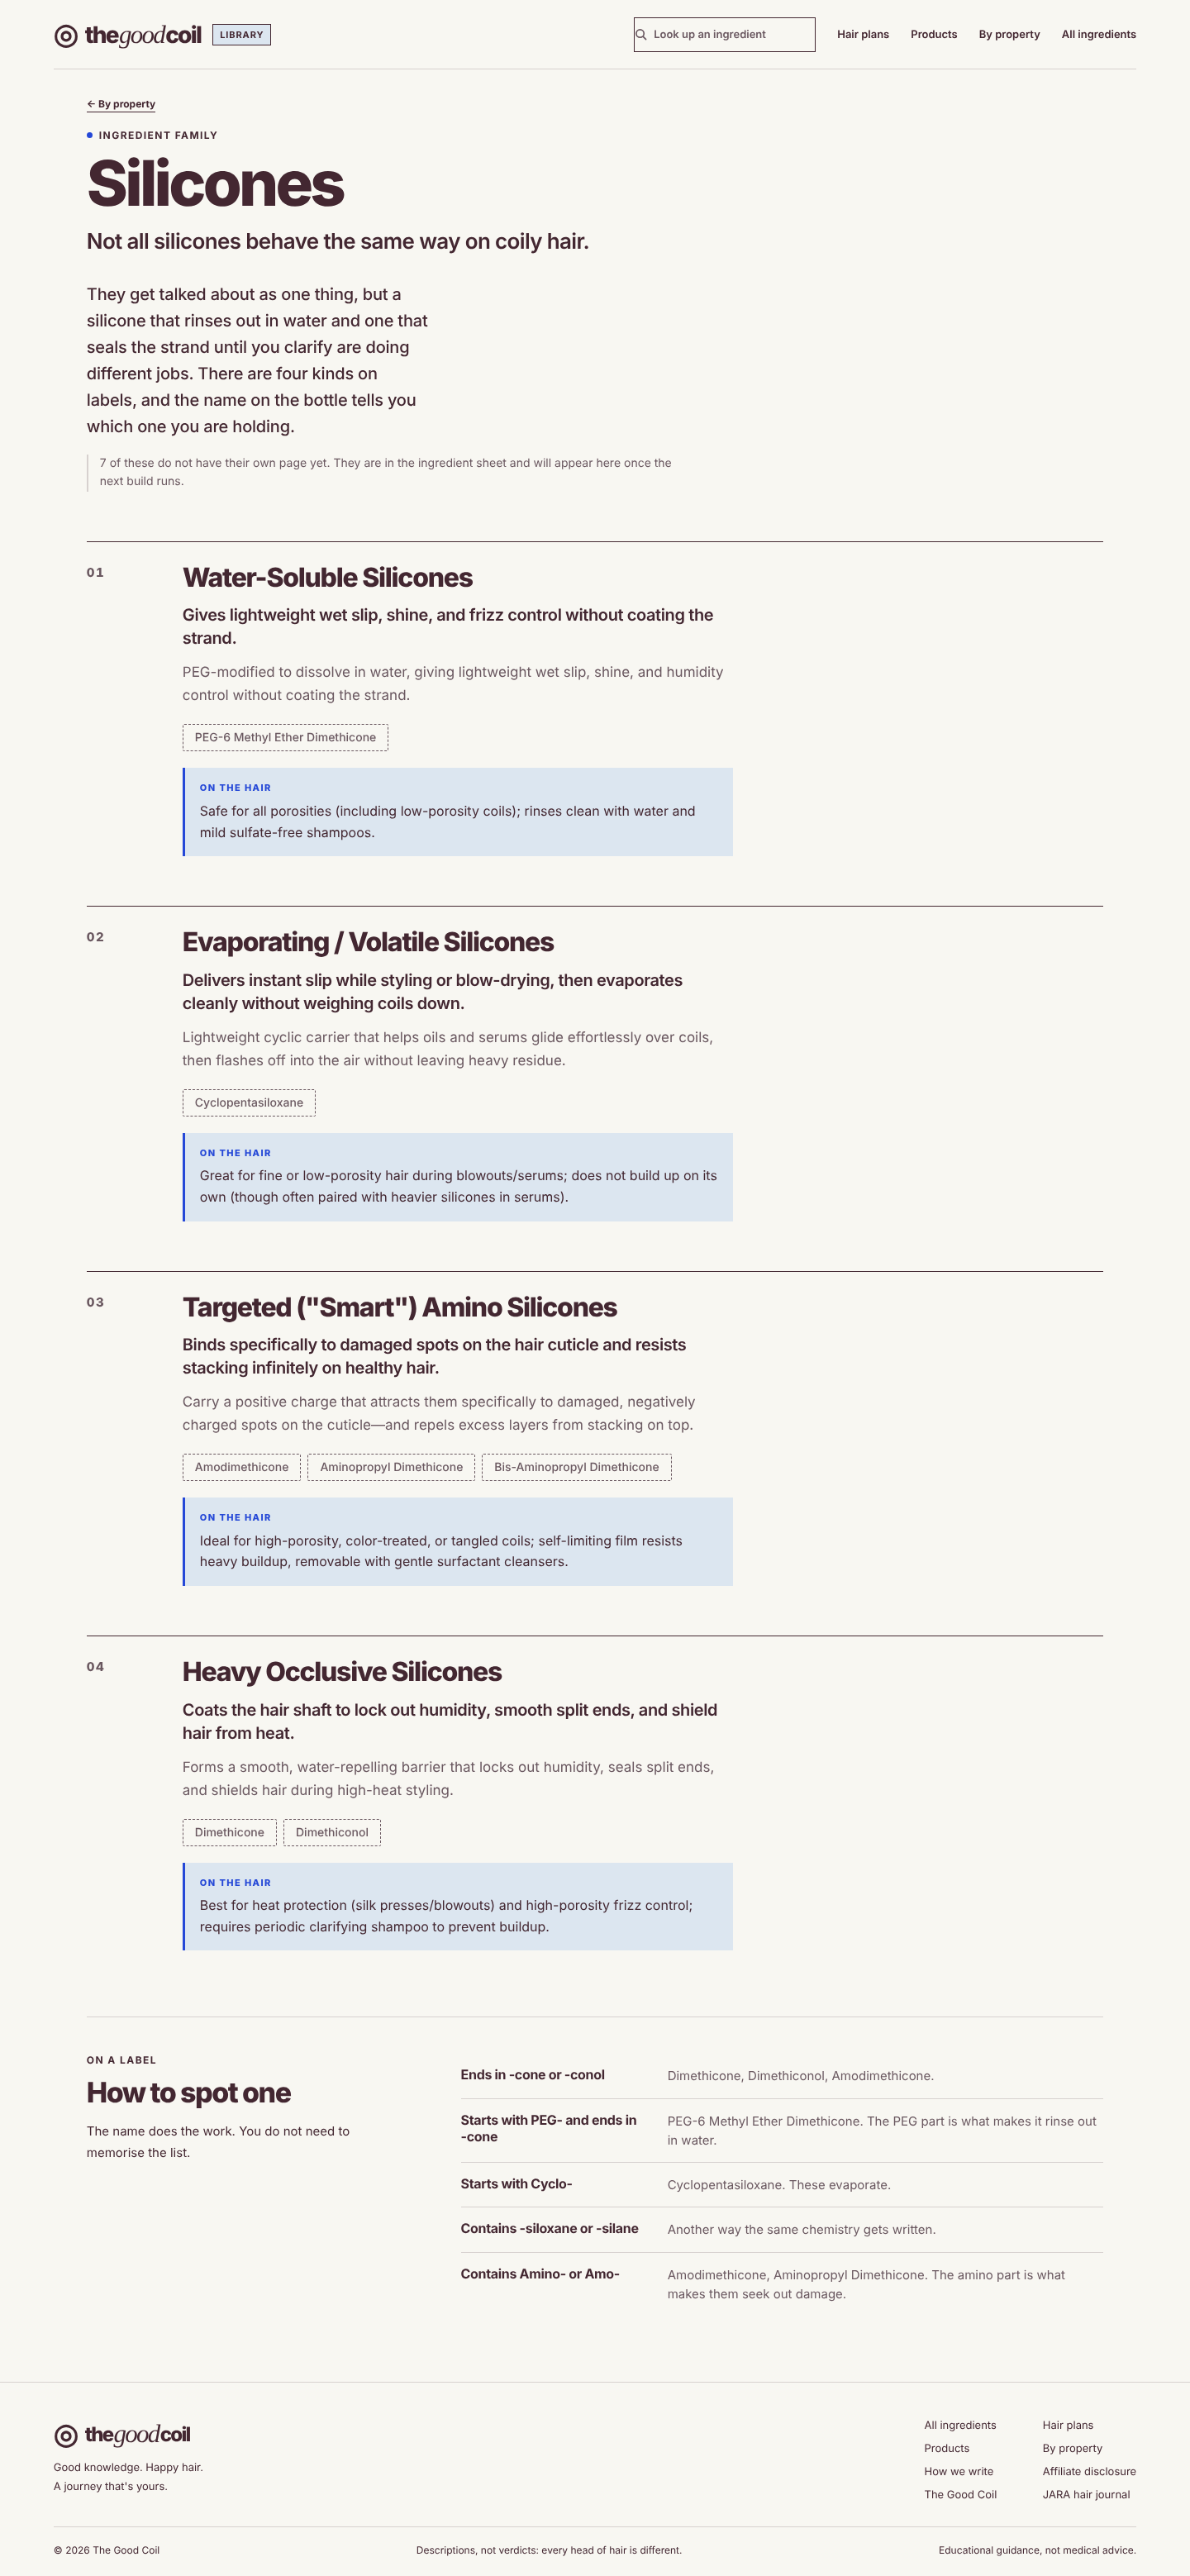 thegoodcoil LIBRARY
Look up an ingredient
Hair plans Products By property All ingredients
← By property
INGREDIENT FAMILY
Silicones
Not all silicones behave the same way on coily hair.
They get talked about as one thing, but a
silicone that rinses out in water and one that
seals the strand until you clarify are doing
different jobs. There are four kinds on
labels, and the name on the bottle tells you
which one you are holding.
7 of these do not have their own page yet. They are in the ingredient sheet and will appear here once the
next build runs.
01
Water-Soluble Silicones
Gives lightweight wet slip, shine, and frizz control without coating the
strand.
PEG-modified to dissolve in water, giving lightweight wet slip, shine, and humidity
control without coating the strand.
PEG-6 Methyl Ether Dimethicone
ON THE HAIR
Safe for all porosities (including low-porosity coils); rinses clean with water and
mild sulfate-free shampoos.
02
Evaporating / Volatile Silicones
Delivers instant slip while styling or blow-drying, then evaporates
cleanly without weighing coils down.
Lightweight cyclic carrier that helps oils and serums glide effortlessly over coils,
then flashes off into the air without leaving heavy residue.
Cyclopentasiloxane
ON THE HAIR
Great for fine or low-porosity hair during blowouts/serums; does not build up on its
own (though often paired with heavier silicones in serums).
03
Targeted ("Smart") Amino Silicones
Binds specifically to damaged spots on the hair cuticle and resists
stacking infinitely on healthy hair.
Carry a positive charge that attracts them specifically to damaged, negatively
charged spots on the cuticle—and repels excess layers from stacking on top.
Amodimethicone Aminopropyl Dimethicone Bis-Aminopropyl Dimethicone
ON THE HAIR
Ideal for high-porosity, color-treated, or tangled coils; self-limiting film resists
heavy buildup, removable with gentle surfactant cleansers.
04
Heavy Occlusive Silicones
Coats the hair shaft to lock out humidity, smooth split ends, and shield
hair from heat.
Forms a smooth, water-repelling barrier that locks out humidity, seals split ends,
and shields hair during high-heat styling.
Dimethicone Dimethiconol
ON THE HAIR
Best for heat protection (silk presses/blowouts) and high-porosity frizz control;
requires periodic clarifying shampoo to prevent buildup.
ON A LABEL
How to spot one
The name does the work. You do not need to
memorise the list.
Ends in -cone or -conol
Dimethicone, Dimethiconol, Amodimethicone.
Starts with PEG- and ends in
-cone
PEG-6 Methyl Ether Dimethicone. The PEG part is what makes it rinse out
in water.
Starts with Cyclo-
Cyclopentasiloxane. These evaporate.
Contains -siloxane or -silane
Another way the same chemistry gets written.
Contains Amino- or Amo-
Amodimethicone, Aminopropyl Dimethicone. The amino part is what
makes them seek out damage.
thegoodcoil
Good knowledge. Happy hair.
A journey that's yours.
All ingredients
Products
How we write
The Good Coil
Hair plans
By property
Affiliate disclosure
JARA hair journal
© 2026 The Good Coil
Descriptions, not verdicts: every head of hair is different.
Educational guidance, not medical advice.